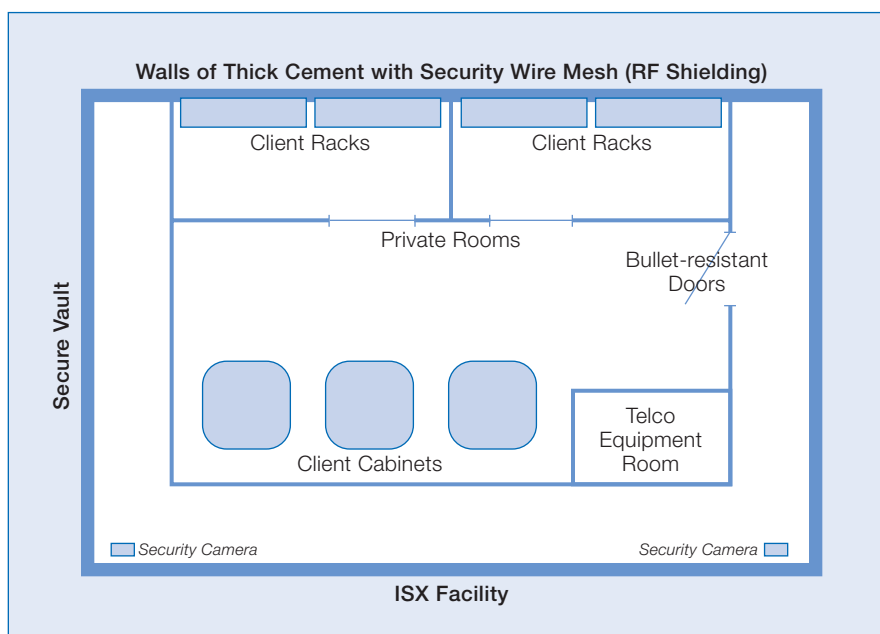 Walls of Thick Cement with Security Wire Mesh (RF Shielding)
Client Racks
Client Racks
Private Rooms
Bullet-resistant
Doors
Secure Vault
Telco
Equipment
Room
Client Cabinets
Security Camera
Security Camera
ISX Facility